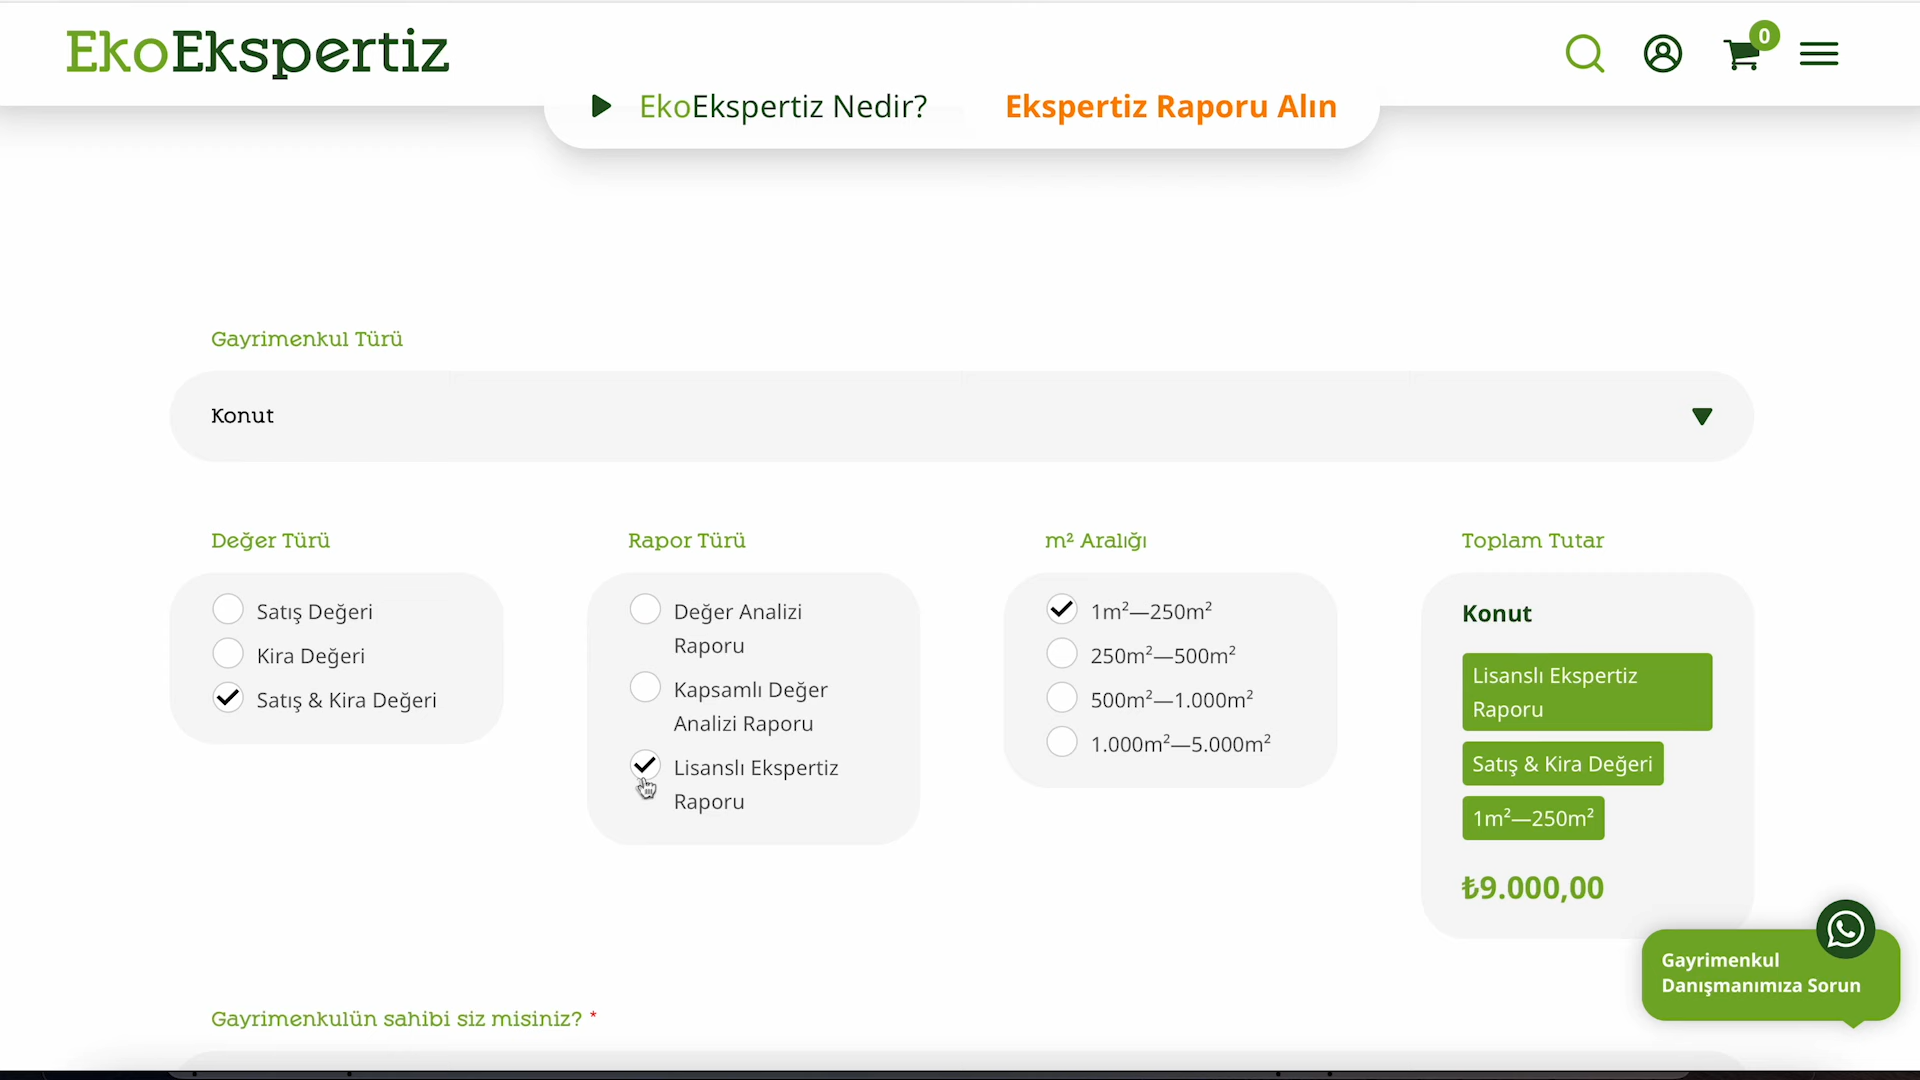 EkoEkspertiz
0
EkoEkspertiz Nedir?
Ekspertiz Raporu Alın
Gayrimenkul Türü
Konut
Değer Türü
Satış Değeri
Kira Değeri
Satış & Kira Değeri
Rapor Türü
Değer Analizi
Raporu
Kapsamlı Değer
Analizi Raporu
Lisanslı Ekspertiz
Raporu
m² Aralığı
1m²—250m²
250m²—500m²
500m²—1.000m²
1.000m²—5.000m²
Toplam Tutar
Konut
Lisanslı Ekspertiz
Raporu
Satış & Kira Değeri
1m²—250m²
₺9.000,00
Gayrimenkul
Danışmanımıza Sorun
Gayrimenkulün sahibi siz misiniz? *